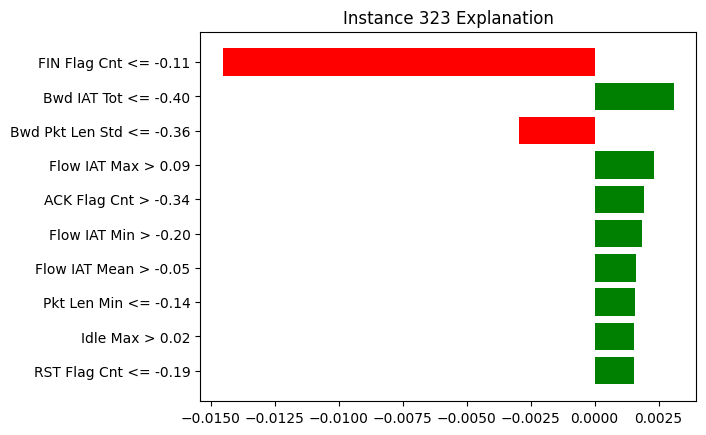 Instance 323 Explanation
FIN Flag Cnt <= -0.11
Bwd IAT Tot <= -0.40
Bwd Pkt Len Std <= -0.36
Flow IAT Max > 0.09
ACK Flag Cnt > -0.34
Flow IAT Min > -0.20
Flow IAT Mean > -0.05
Pkt Len Min <= -0.14
Idle Max > 0.02
RST Flag Cnt <= -0.19
−0.0150 −0.0125 −0.0100 −0.0075 −0.0050 −0.0025 0.0000 0.0025